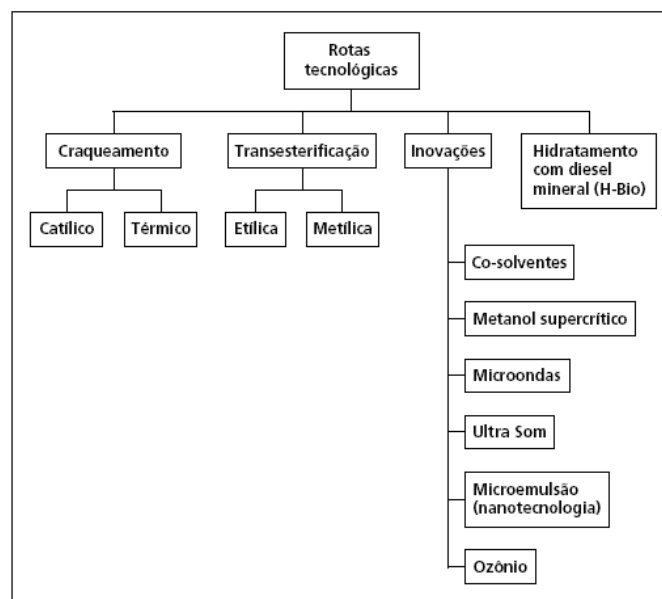 Rotas
tecnológicas
Craqueamento
Transesterificação
Inovações
Hidratamento
com diesel
mineral (H-Bio)
Catílico
Térmico
Etílica
Metílica
Co-solventes
Metanol supercrítico
Microondas
Ultra Som
Microemulsão
(nanotecnologia)
Ozônio